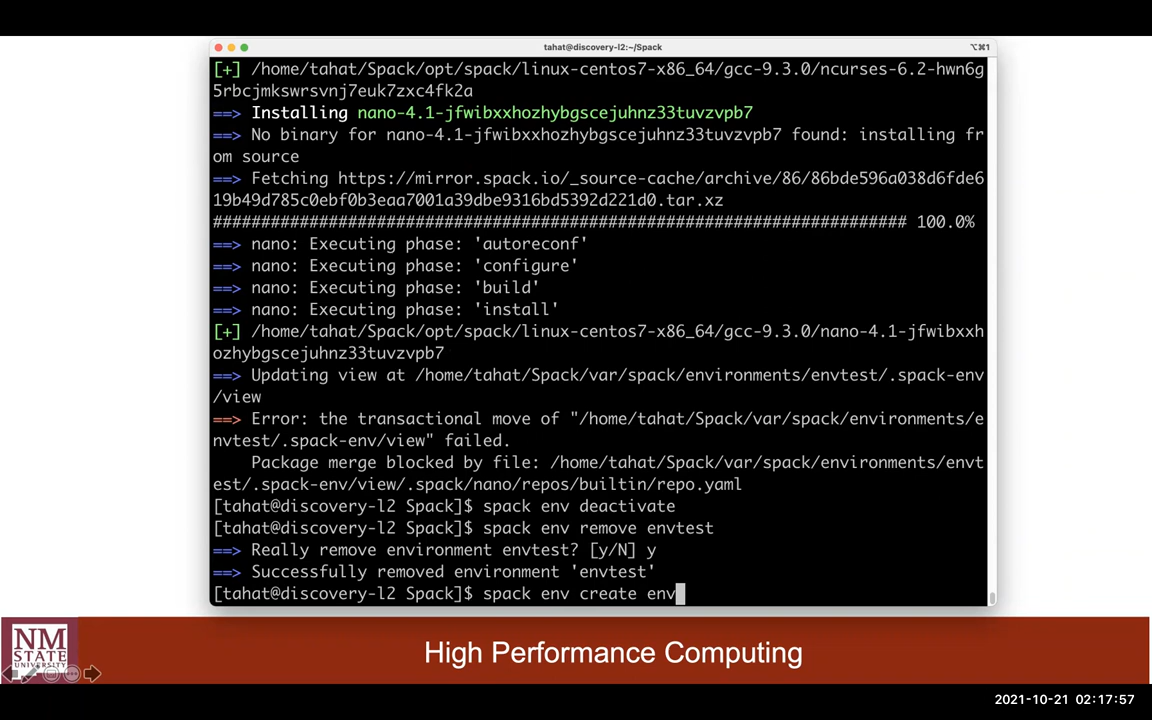 tahat@discovery-l2:~/Spack
⌥⌘1
[+] /home/tahat/Spack/opt/spack/linux-centos7-x86_64/gcc-9.3.0/ncurses-6.2-hwn6g
5rbcjmkswrsvnj7euk7zxc4fk2a
==> Installing nano-4.1-jfwibxxhozhybgscejuhnz33tuvzvpb7
==> No binary for nano-4.1-jfwibxxhozhybgscejuhnz33tuvzvpb7 found: installing fr
om source
==> Fetching https://mirror.spack.io/_source-cache/archive/86/86bde596a038d6fde6
19b49d785c0ebf0b3eaa7001a39dbe9316bd5392d221d0.tar.xz
######################################################################## 100.0%
==> nano: Executing phase: 'autoreconf'
==> nano: Executing phase: 'configure'
==> nano: Executing phase: 'build'
==> nano: Executing phase: 'install'
[+] /home/tahat/Spack/opt/spack/linux-centos7-x86_64/gcc-9.3.0/nano-4.1-jfwibxxh
ozhybgscejuhnz33tuvzvpb7
==> Updating view at /home/tahat/Spack/var/spack/environments/envtest/.spack-env
/view
==> Error: the transactional move of "/home/tahat/Spack/var/spack/environments/e
nvtest/.spack-env/view" failed.
    Package merge blocked by file: /home/tahat/Spack/var/spack/environments/envt
est/.spack-env/view/.spack/nano/repos/builtin/repo.yaml
[tahat@discovery-l2 Spack]$ spack env deactivate
[tahat@discovery-l2 Spack]$ spack env remove envtest
==> Really remove environment envtest? [y/N] y
==> Successfully removed environment 'envtest'
[tahat@discovery-l2 Spack]$ spack env create env
NM
STATE
UNIVERSITY
High Performance Computing
2021-10-21 02:17:57